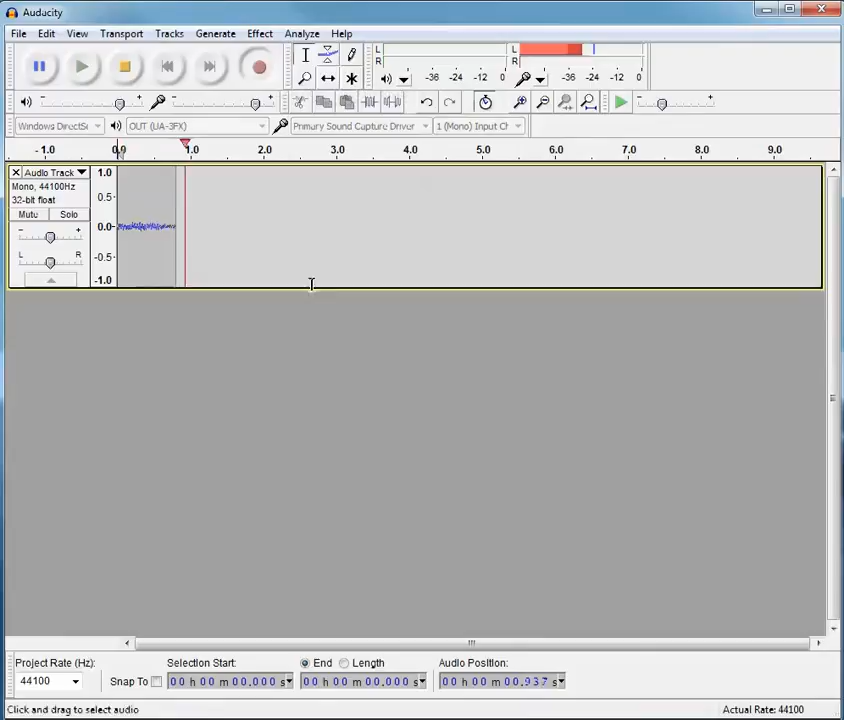 Audacity
File Edit View Transport Tracks Generate Effect Analyze Help
L R -36 -24 -12 0 L R -36 -24 -12 0
- + - + - +
Windows DirectS OUT (UA-3FX) Primary Sound Capture Driver 1 (Mono) Input Ch
- 1.0 0.0 1.0 2.0 3.0 4.0 5.0 6.0 7.0 8.0 9.0
Audio Track 1.0
Mono, 44100Hz
32-bit float 0.5
Mute Solo
- + 0.0
L R -0.5
-1.0
Project Rate (Hz): Selection Start: End Length Audio Position:
44100 Snap To 00 h 00 m 00.000 s 00 h 00 m 00.000 s 00 h 00 m 00.937 s
Click and drag to select audio Actual Rate: 44100